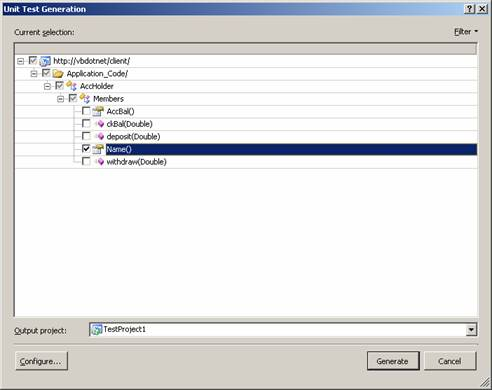 Unit Test Generation
Current selection:
Filter
http://vbdotnet/client/
Application_Code/
AccHolder
Members
AccBal()
ckBal(Double)
deposit(Double)
Name()
withdraw(Double)
Output project:
TestProject1
Configure...
Generate
Cancel